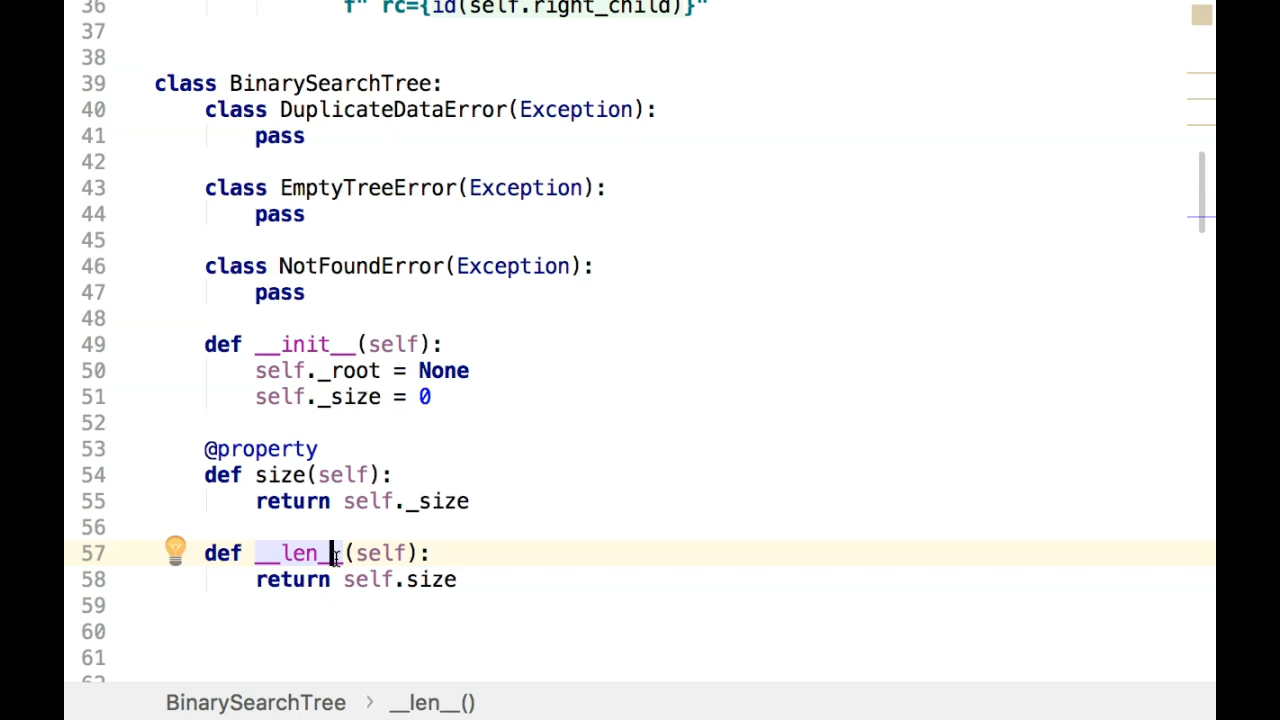 36 f" rc={id(self.right_child)}"
37
38
39 class BinarySearchTree:
40 class DuplicateDataError(Exception):
41 pass
42
43 class EmptyTreeError(Exception):
44 pass
45
46 class NotFoundError(Exception):
47 pass
48
49 def __init__(self):
50 self._root = None
51 self._size = 0
52
53 @property
54 def size(self):
55 return self._size
56
57 def __len__(self):
58 return self.size
59
60
61
62
BinarySearchTree > __len__()